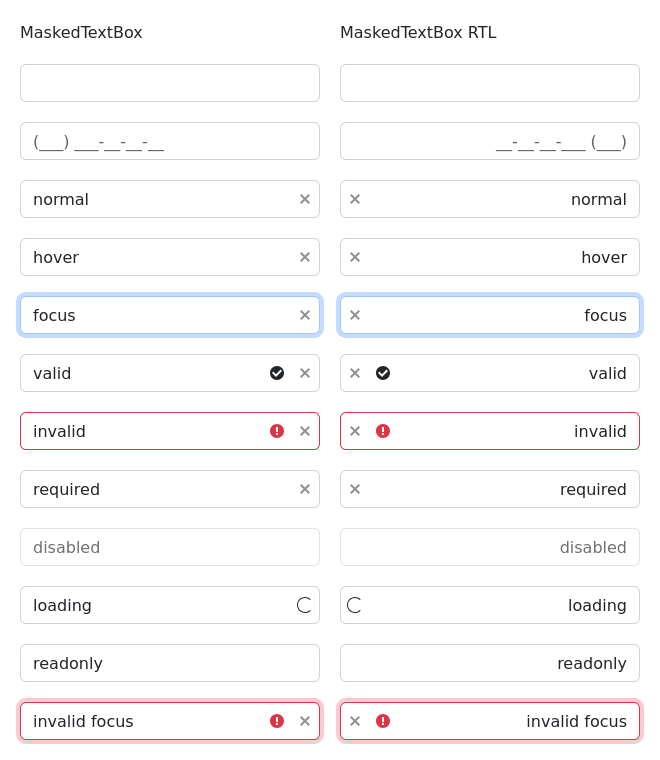 MaskedTextBox MaskedTextBox RTL
(___) ___-__-__-__ __-__-__-___ (___)
normal normal
hover hover
focus focus
valid valid
invalid invalid
required required
disabled disabled
loading loading
readonly readonly
invalid focus invalid focus